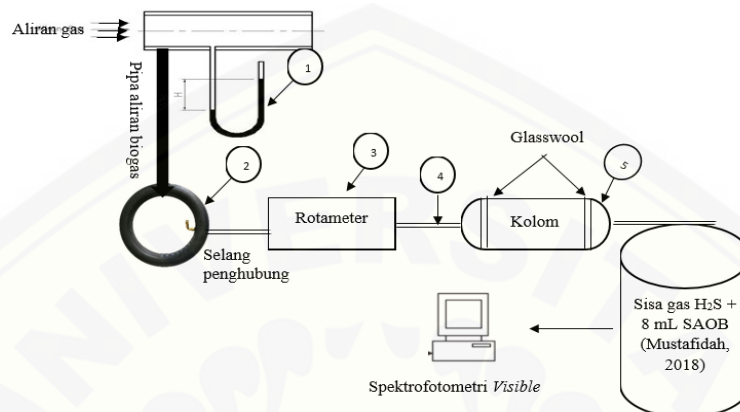 Aliran gas
Pipa aliran biogas
H
1
2
3
4
5
Glasswool
Rotameter
Kolom
Selang
penghubung
Sisa gas H₂S +
8 mL SAOB
(Mustafidah,
2018)
Spektrofotometri Visible